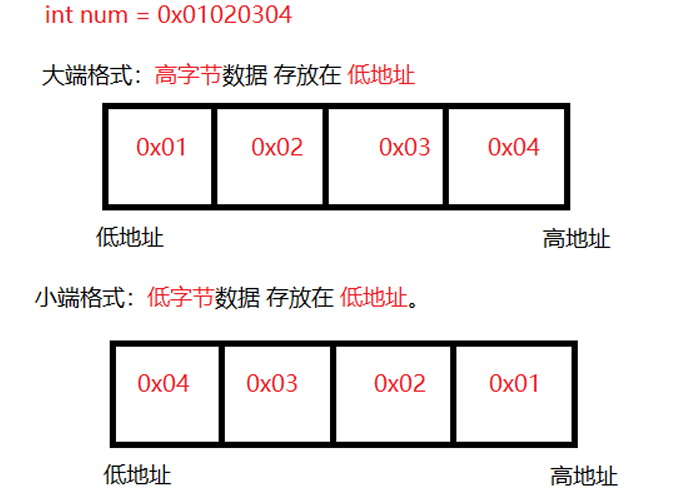 int num = 0x01020304
大端格式：高字节数据 存放在 低地址
0x01 0x02 0x03 0x04
低地址 高地址
小端格式：低字节数据 存放在 低地址。
0x04 0x03 0x02 0x01
低地址 高地址